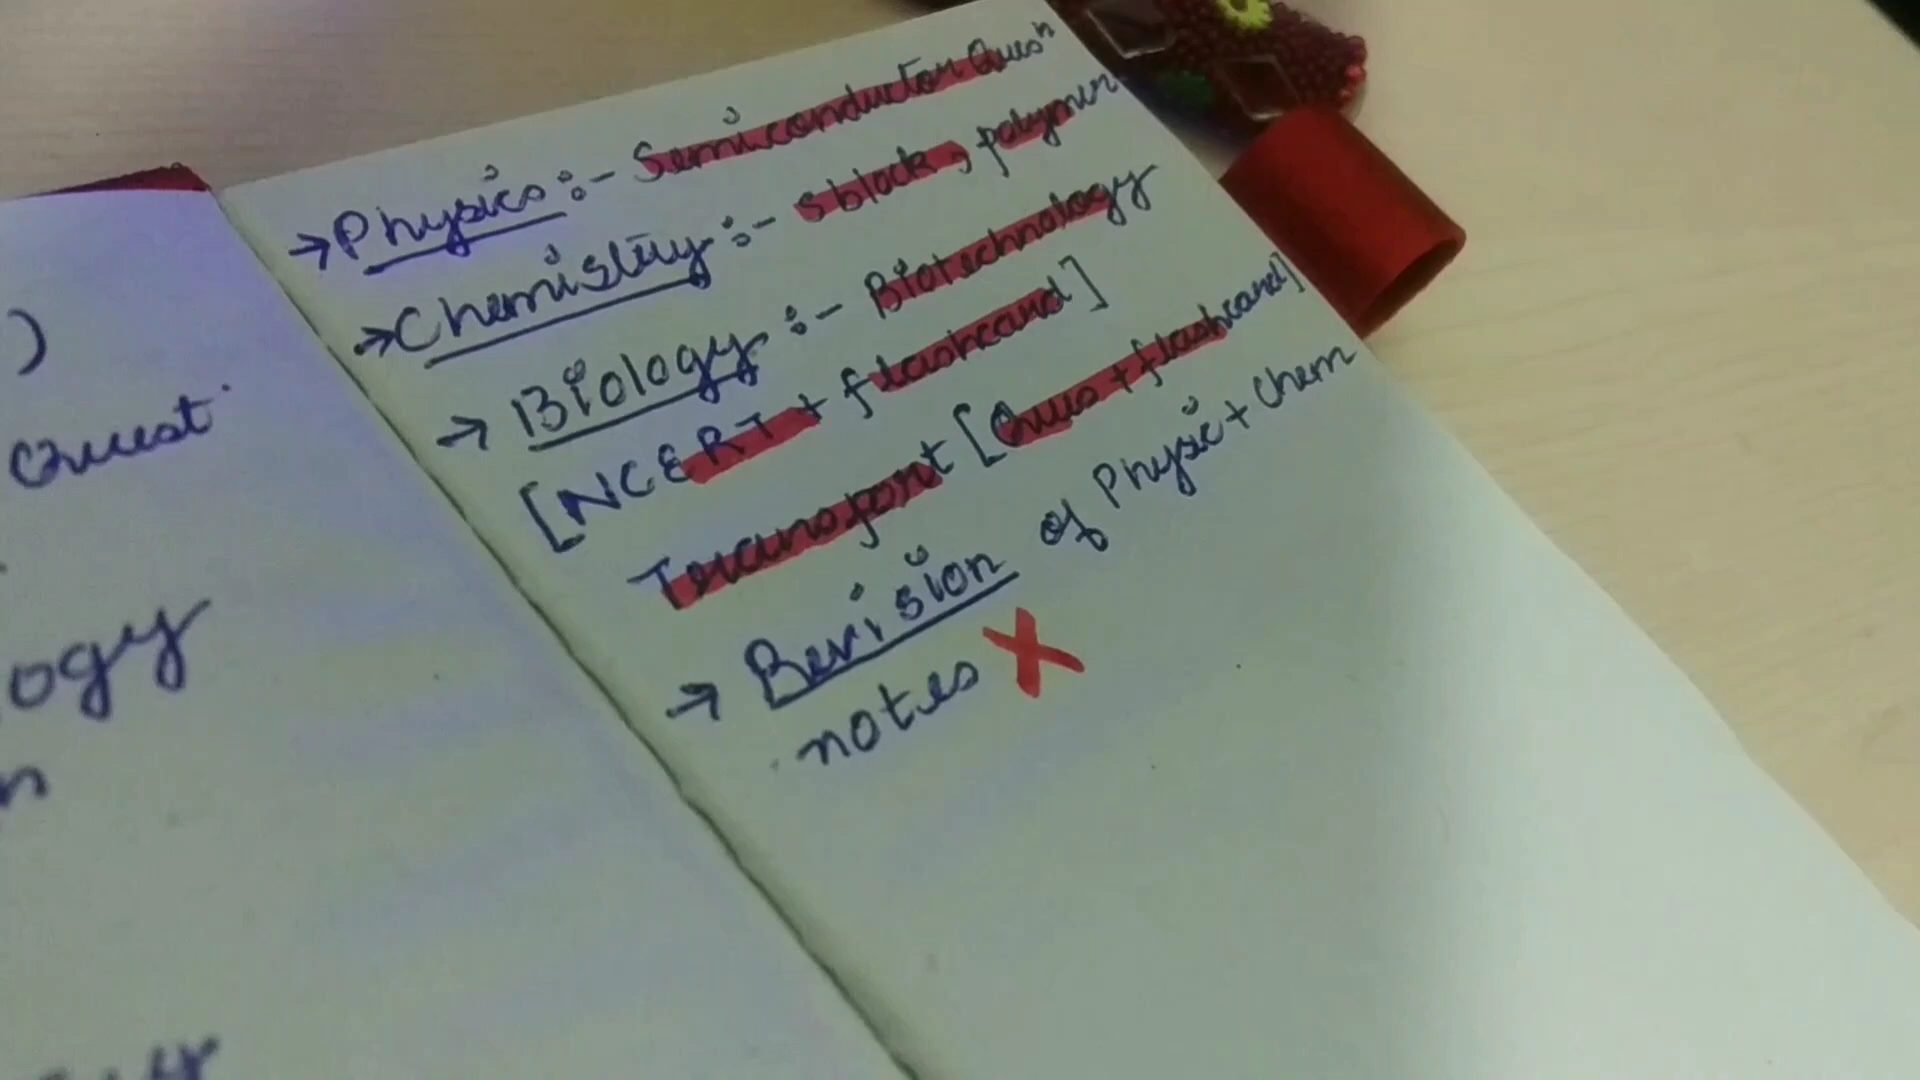 )
Quest
ogy
n
→ Physics :- Semiconductor Quesⁿ
→ Chemistry :- s block, polymer
→ Biology :- Biotechnology
[NCERT + flashcard]
Transport [Ques + flashcard]
→ Revision of Physic + Chem
notes X